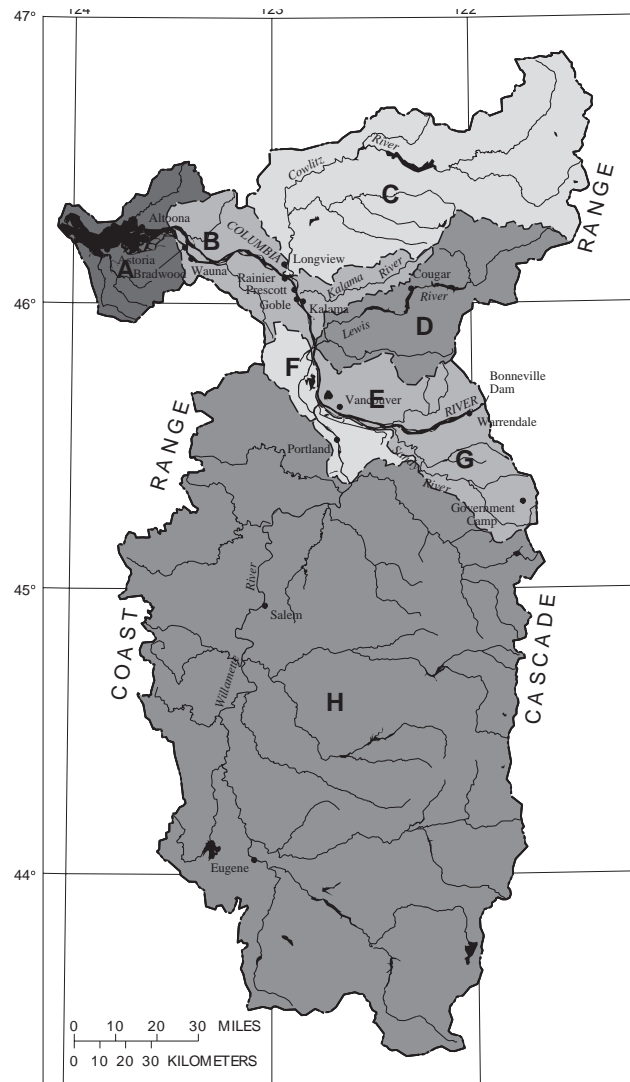 124 123 122
47°
Cowlitz River
C
RANGE
Altoona
B
COLUMBIA
Longview
Astoria
A
Bradwood
Wauna
Rainier
Prescott
Goble
Kalama
Kalama River
Cougar
46°
Lewis River
D
F
Bonneville
Dam
Vancouver
E
RIVER
Warrendale
RANGE
Portland
Sandy River
G
Government
Camp
45°
River
Salem
COAST
CASCADE
Willamette
H
44°
Eugene
0 10 20 30 MILES
0 10 20 30 KILOMETERS